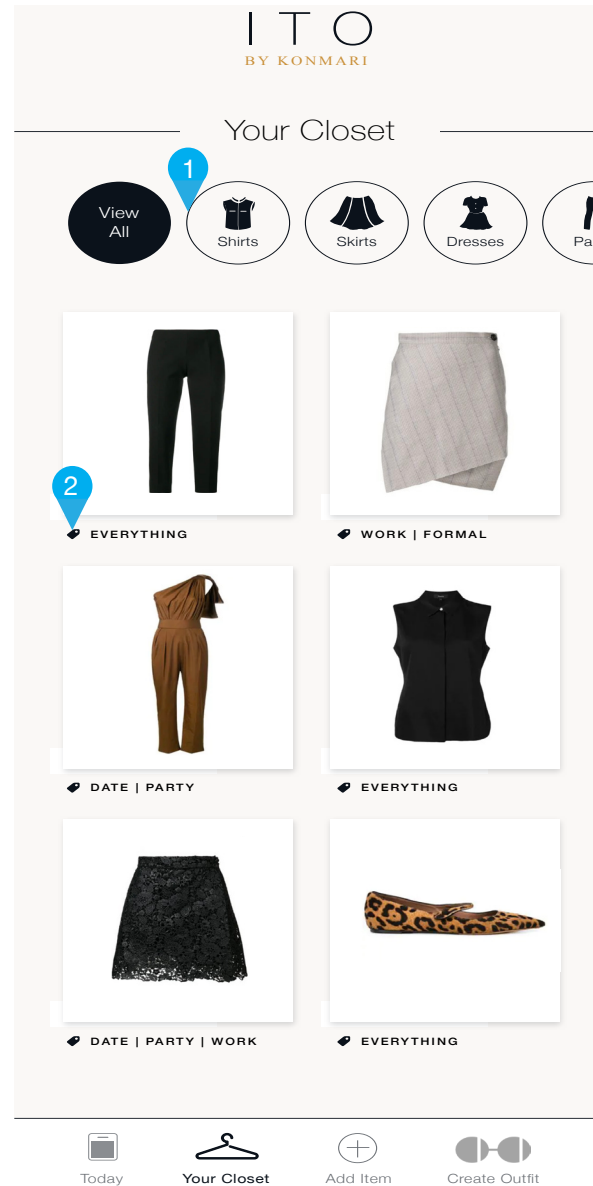 ITO
BY KONMARI
Your Closet
1
View
All
Shirts
Skirts
Dresses
Pa
2
EVERYTHING
WORK | FORMAL
DATE | PARTY
EVERYTHING
DATE | PARTY | WORK
EVERYTHING
Today
Your Closet
Add Item
Create Outfit